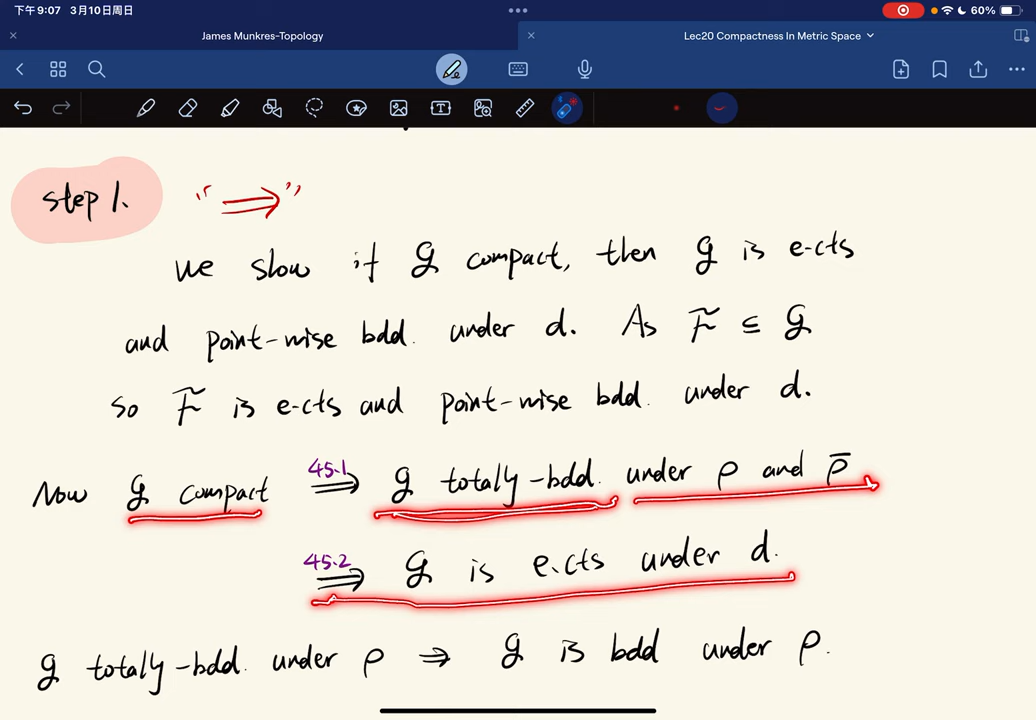 下午9:07 3月10日周日
60%
James Munkres-Topology
Lec20 Compactness In Metric Space
step 1. "⟹"
We show if G compact, then G is e-cts
and point-wise bdd. under d. As F ⊆ G
so F is e-cts and point-wise bdd. under d.
Now G compact 45.1 ⟹ G totally-bdd. under ρ and ρ̄
45.2 ⟹ G is e.cts under d.
G totally-bdd. under ρ ⇒ G is bdd under ρ.